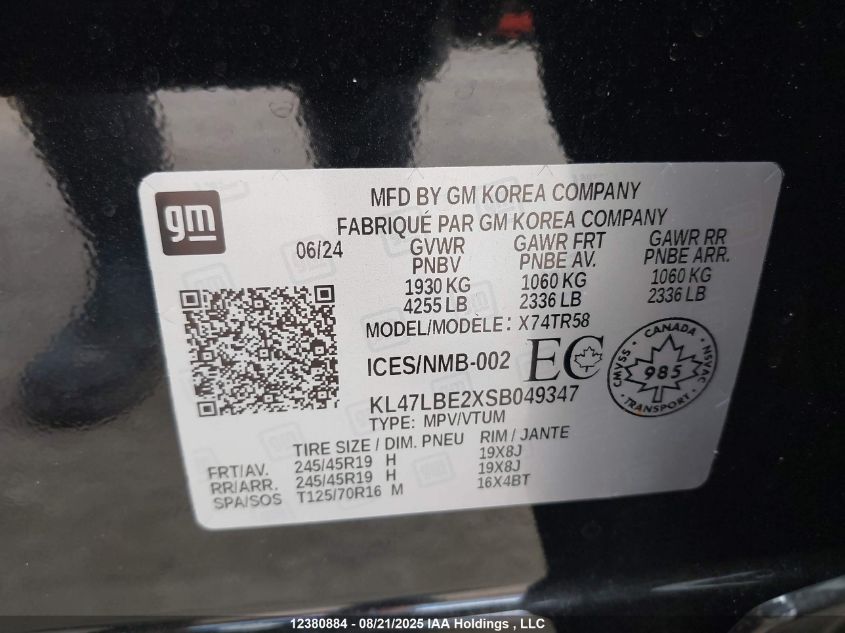 gm
MFD BY GM KOREA COMPANY
FABRIQUÉ PAR GM KOREA COMPANY
06/24 GVWR GAWR FRT GAWR RR
PNBV PNBE AV. PNBE ARR.
1930 KG 1060 KG 1060 KG
4255 LB 2336 LB 2336 LB
MODEL/MODÈLE: X74TR58
ICES/NMB-002 EC
CANADA
CMVSS 985 NSVAC
TRANSPORT
KL47LBE2XSB049347
TYPE: MPV/VTUM
TIRE SIZE / DIM. PNEU RIM / JANTE
FRT/AV. 245/45R19 H 19X8J
RR/ARR. 245/45R19 H 19X8J
SPA/SOS T125/70R16 M 16X4BT
12380884 - 08/21/2025 IAA Holdings , LLC